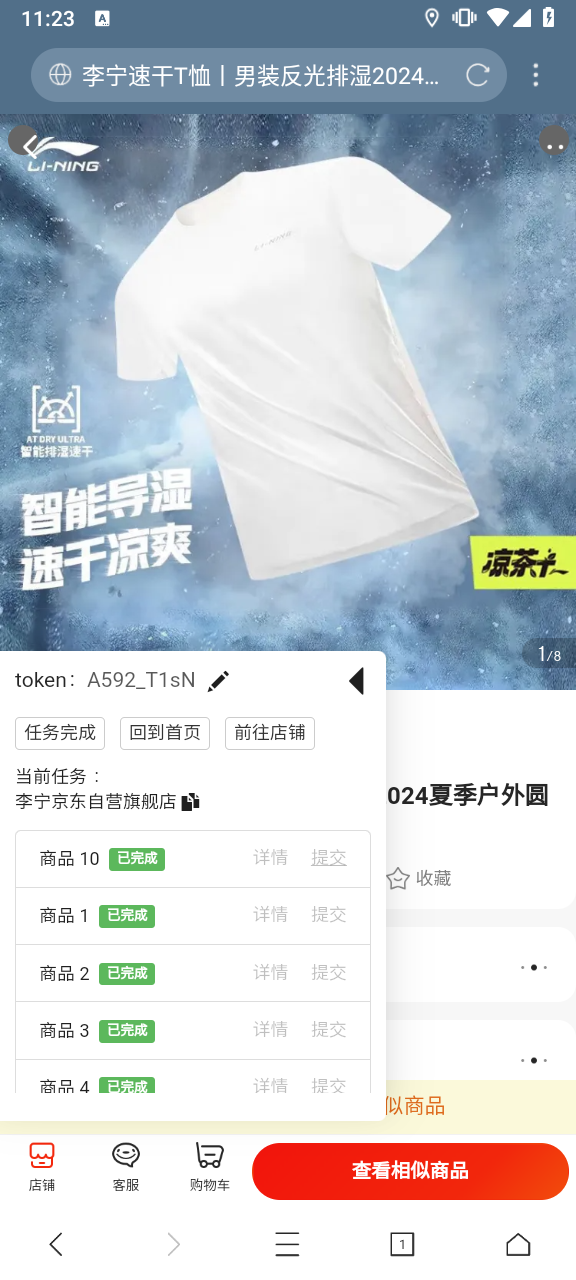 11:23
A
李宁速干T恤丨男装反光排湿2024...
LI-NING
LI-NING
AT DRY ULTRA
智能排湿速干
智能导湿
速干凉爽
凉茶干
1/8
token: A592_T1sN
任务完成 回到首页 前往店铺
当前任务：
李宁京东自营旗舰店
024夏季户外圆
商品 10 已完成 详情 提交
收藏
商品 1 已完成 详情 提交
商品 2 已完成 详情 提交
商品 3 已完成 详情 提交
商品 4 已完成 详情 提交
似商品
店铺 客服 购物车 查看相似商品
1